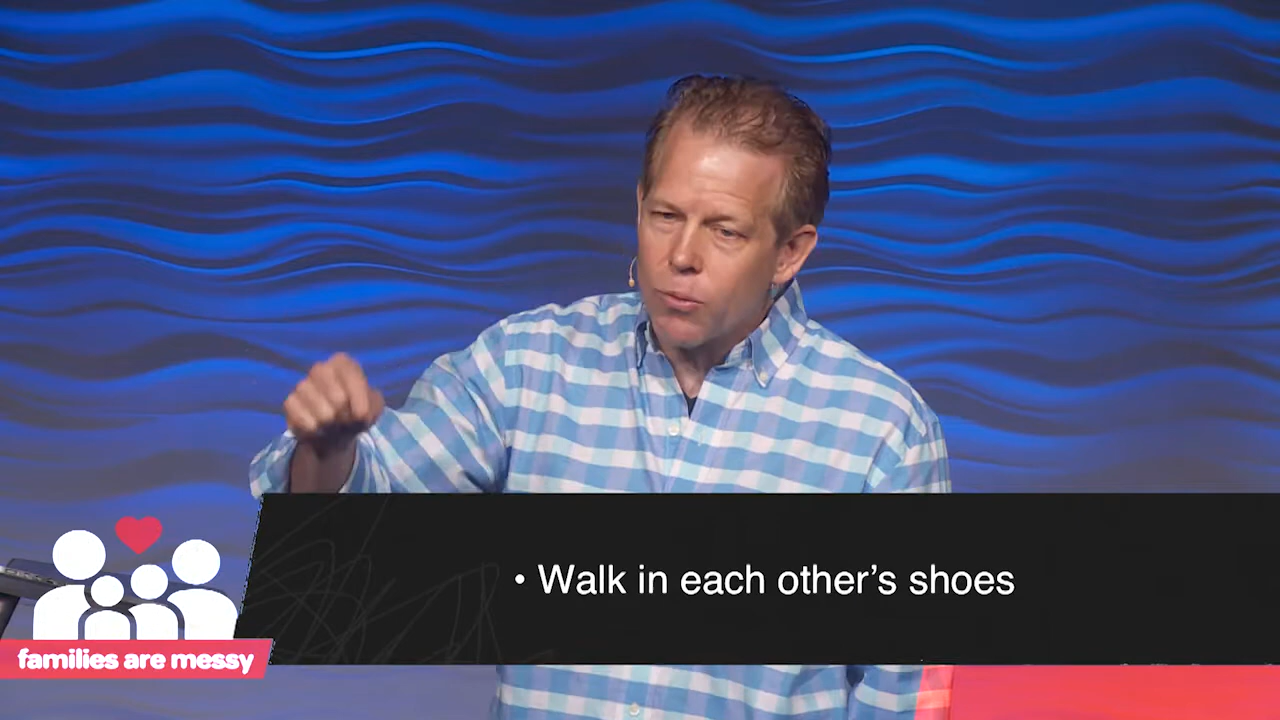 • Walk in each other’s shoes
families are messy